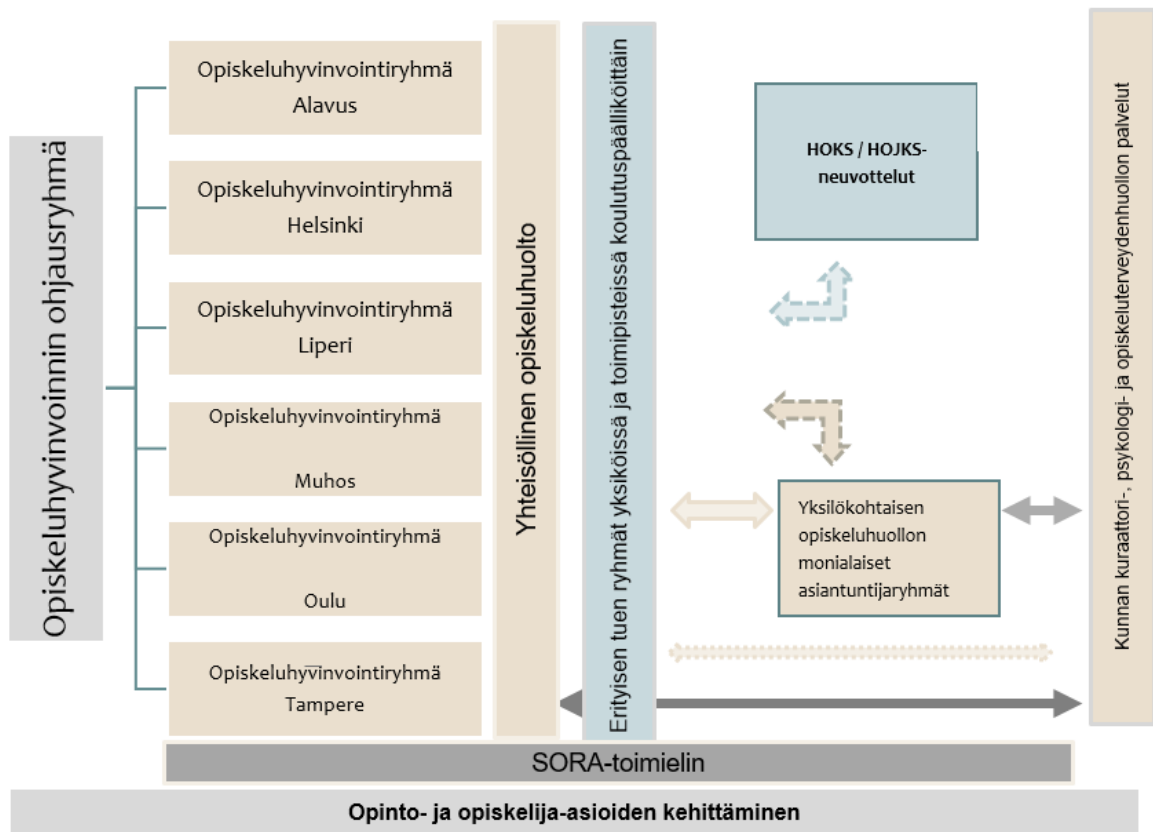 Opiskeluhyvinvoinnin ohjausryhmä
Opiskeluhyvinvointiryhmä
Alavus
Opiskeluhyvinvointiryhmä
Helsinki
Opiskeluhyvinvointiryhmä
Liperi
Opiskeluhyvinvointiryhmä
Muhos
Opiskeluhyvinvointiryhmä
Oulu
Opiskeluhyvinvointiryhmä
Tampere
Yhteisöllinen opiskeluhuolto
Erityisen tuen ryhmät yksiköissä ja toimipisteissä koulutuspäälliköittäin
HOKS / HOJKS-
neuvottelut
Yksilökohtaisen
opiskeluhuollon
monialaiset
asiantuntijaryhmät
Kunnan kuraattori-, psykologi- ja opiskeluterveydenhuollon palvelut
SORA-toimielin
Opinto- ja opiskelija-asioiden kehittäminen